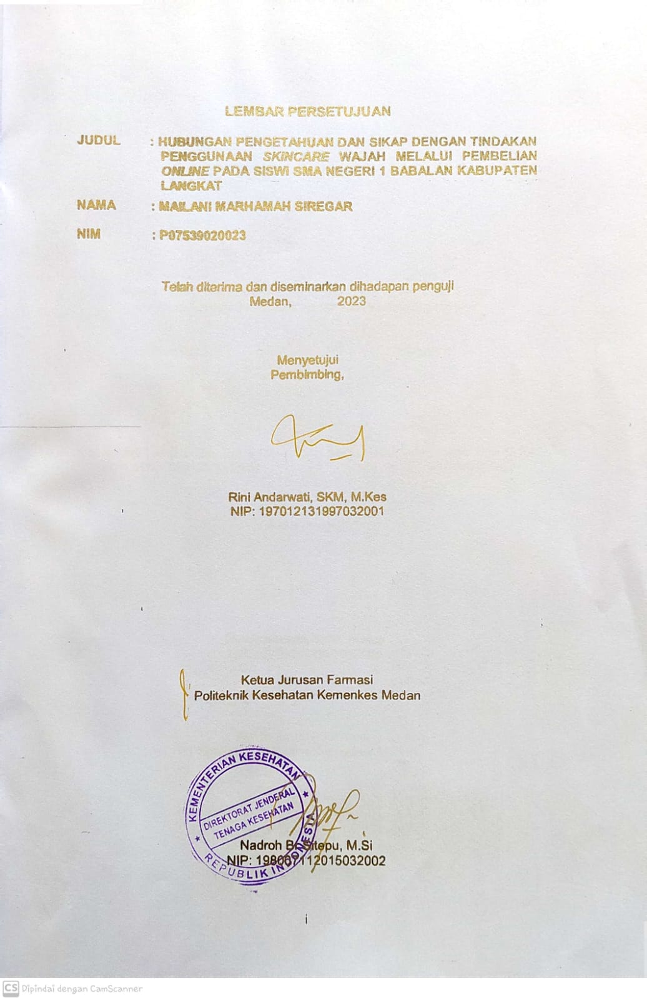 LEMBAR PERSETUJUAN
JUDUL : HUBUNGAN PENGETAHUAN DAN SIKAP DENGAN TINDAKAN
PENGGUNAAN SKINCARE WAJAH MELALUI PEMBELIAN
ONLINE PADA SISWI SMA NEGERI 1 BABALAN KABUPATEN
LANGKAT
NAMA : MAILANI MARHAMAH SIREGAR
NIM : P07539020023
Telah diterima dan diseminarkan dihadapan penguji
Medan, 2023
Menyetujui
Pembimbing,
Rini Andarwati, SKM, M.Kes
NIP: 197012131997032001
Ketua Jurusan Farmasi
Politeknik Kesehatan Kemenkes Medan
KEMENTERIAN KESEHATAN
DIREKTORAT JENDERAL
TENAGA KESEHATAN
REPUBLIK INDONESIA
Nadroh Br Sitepu, M.Si
NIP: 112015032002
i
CS Dipindai dengan CamScanner